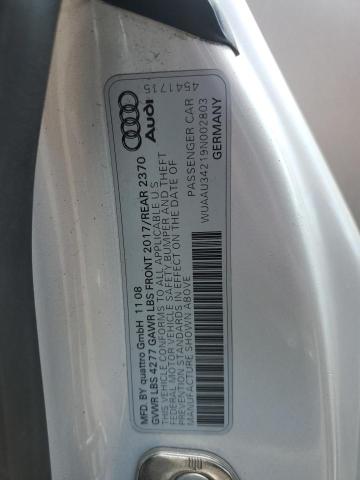 4541715
Audi
MFD. BY quattro GmbH 11 08
GVWR LBS 4277 GAWR LBS FRONT 2017/REAR 2370
THIS VEHICLE CONFORMS TO ALL APPLICABLE U.S.
FEDERAL MOTOR VEHICLE SAFETY BUMPER AND THEFT
PREVENTION STANDARDS IN EFFECT ON THE DATE OF
MANUFACTURE SHOWN ABOVE
PASSENGER CAR
WUAAU34219N002803
GERMANY